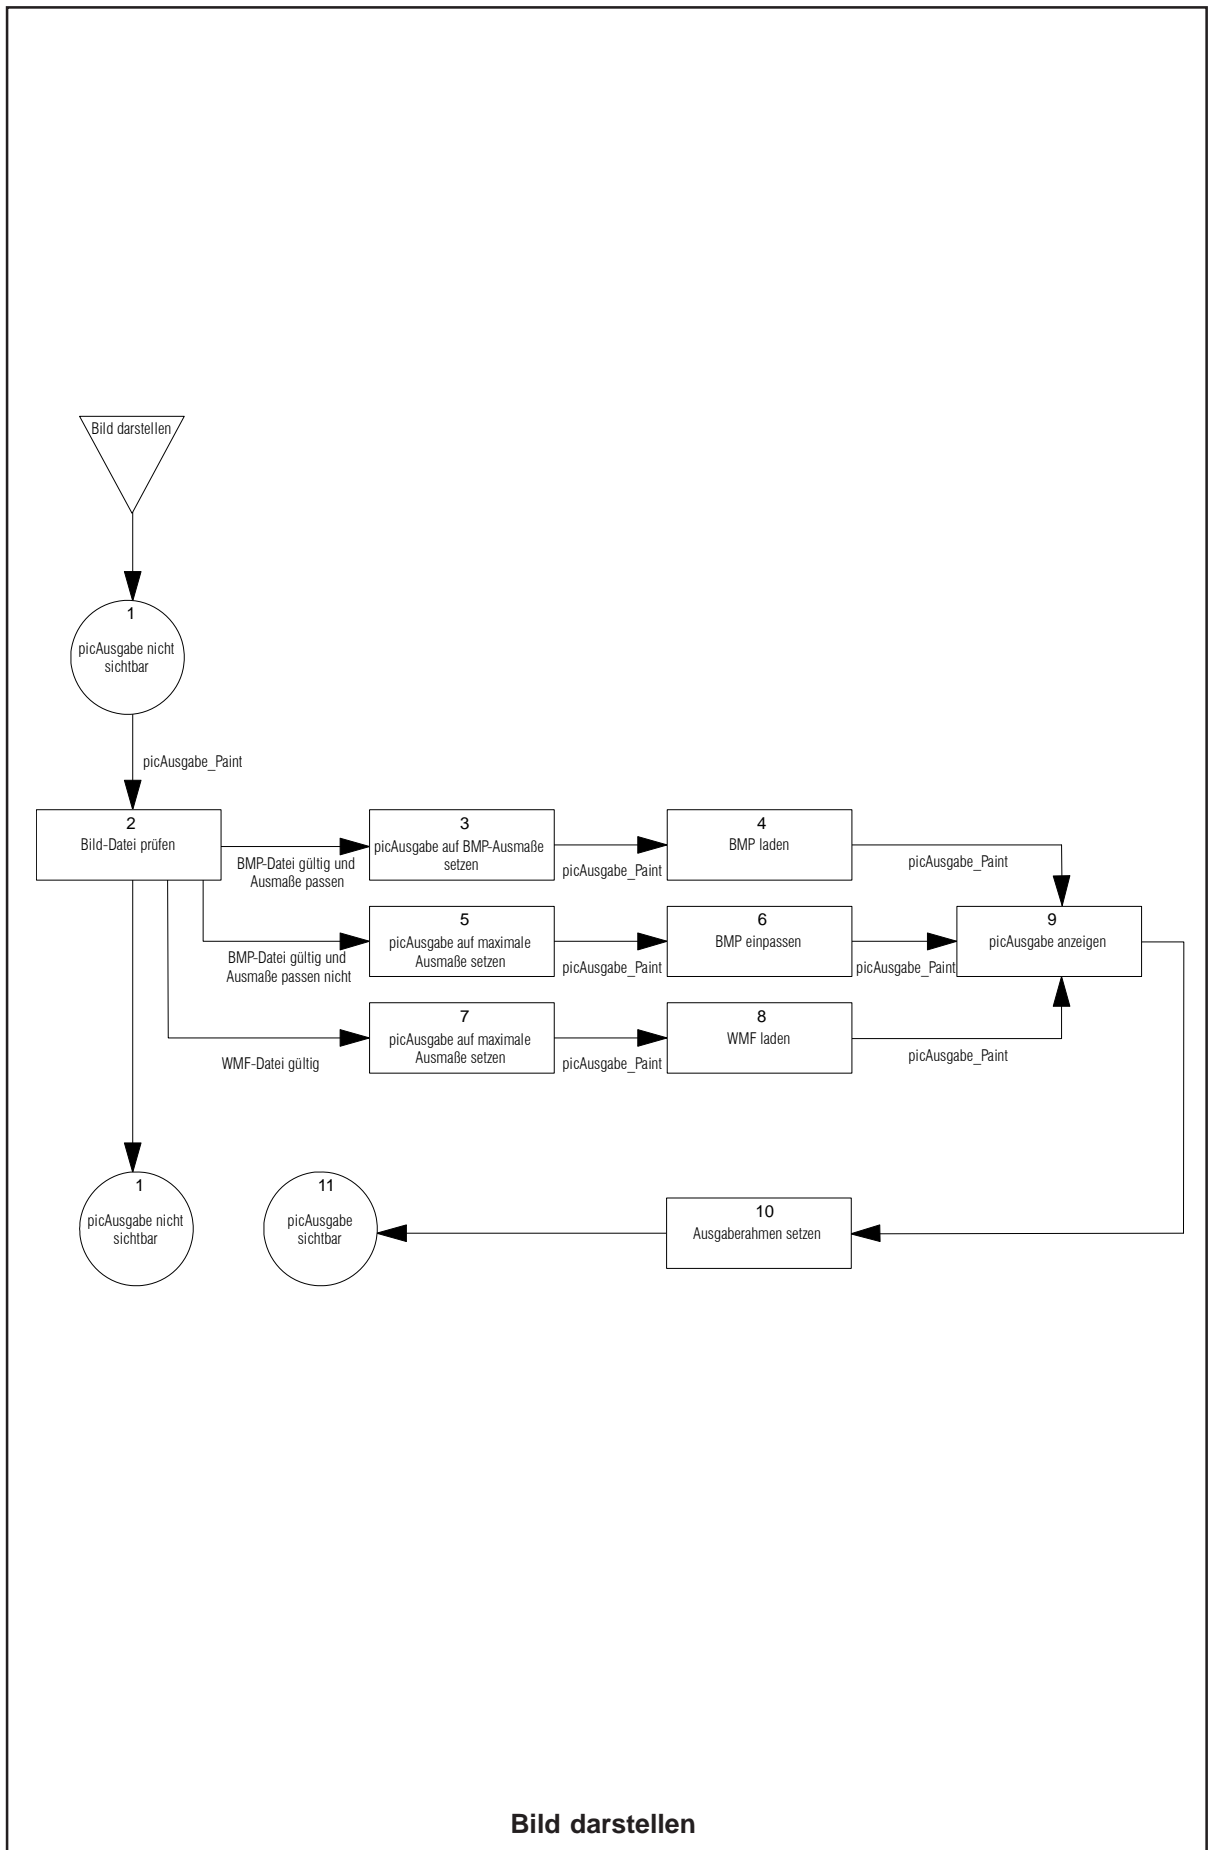 Bild darstellen
1
picAusgabe nicht
sichtbar
picAusgabe_Paint
2
Bild-Datei prüfen
BMP-Datei gültig und
Ausmaße passen
3
picAusgabe auf BMP-Ausmaße
setzen
picAusgabe_Paint
4
BMP laden
picAusgabe_Paint
BMP-Datei gültig und
Ausmaße passen nicht
5
picAusgabe auf maximale
Ausmaße setzen
picAusgabe_Paint
6
BMP einpassen
picAusgabe_Paint
9
picAusgabe anzeigen
WMF-Datei gültig
7
picAusgabe auf maximale
Ausmaße setzen
picAusgabe_Paint
8
WMF laden
picAusgabe_Paint
1
picAusgabe nicht
sichtbar
11
picAusgabe
sichtbar
10
Ausgaberahmen setzen
Bild darstellen